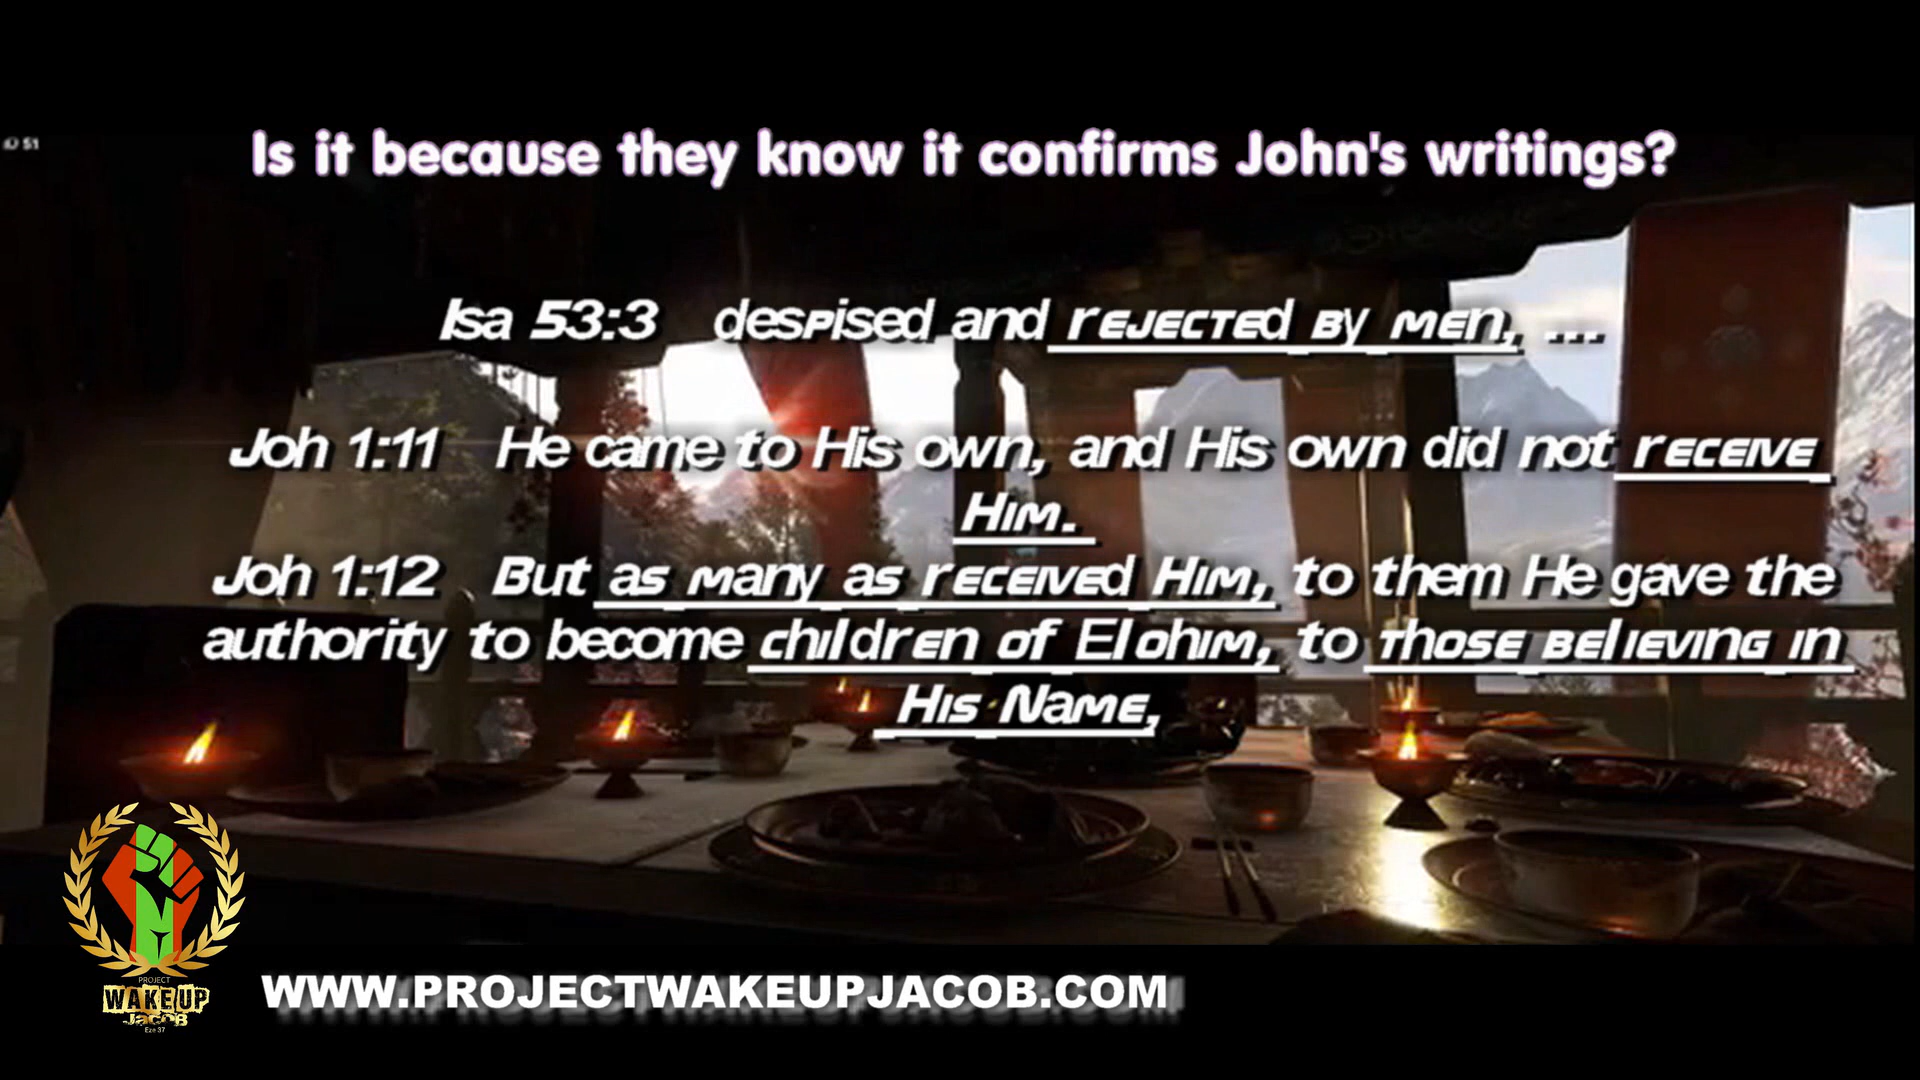 51
Is it because they know it confirms John's writings?
Isa 53:3 despised and rejected by men, ...
Joh 1:11 He came to His own, and His own did not receive
Him.
Joh 1:12 But as many as received Him, to them He gave the
authority to become children of Elohim, to those believing in
His Name,
PROJECT
WAKE UP
Jacob
Eze 37
WWW.PROJECTWAKEUPJACOB.COM